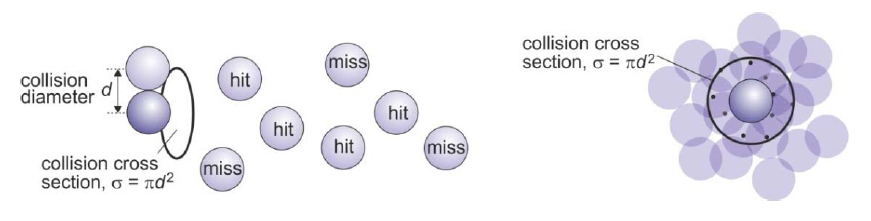 collision
diameter d
collision cross
section, σ = πd²
hit
miss
hit
hit
hit
miss
miss
collision cross
section, σ = πd²